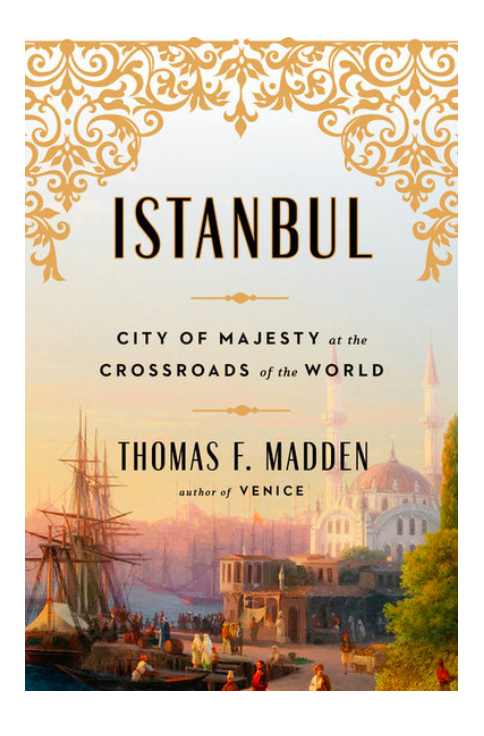 ISTANBUL
CITY OF MAJESTY at the
CROSSROADS of the WORLD
THOMAS F. MADDEN
author of VENICE